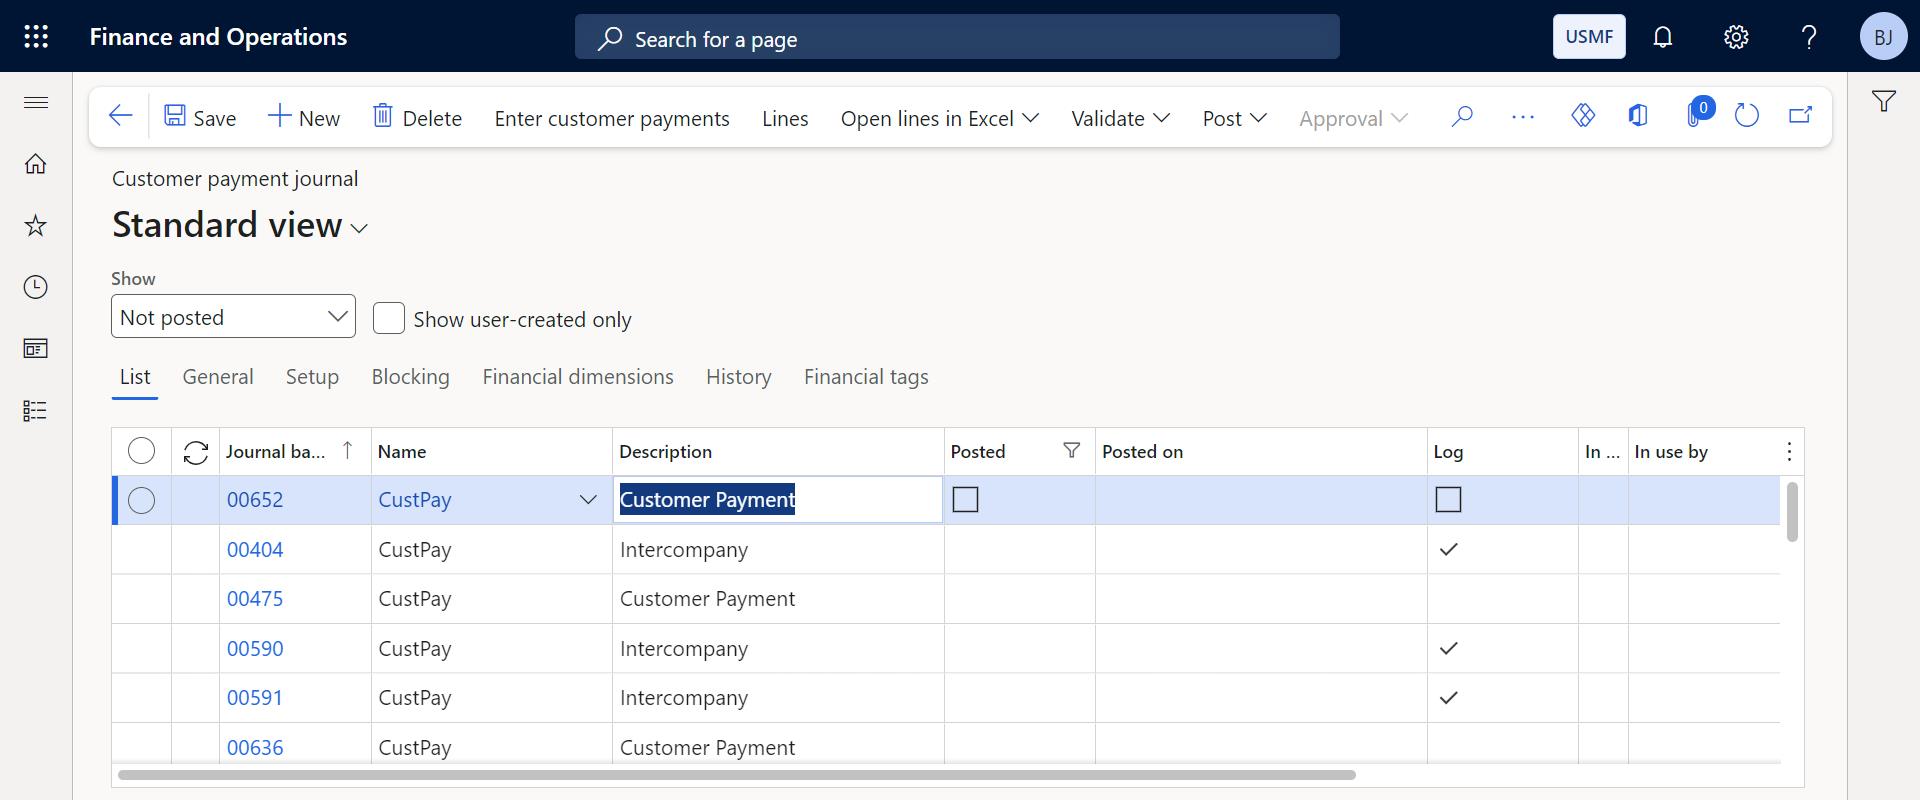 Finance and Operations
Search for a page
USMF
BJ
Save
New
Delete
Enter customer payments
Lines
Open lines in Excel
Validate
Post
Approval
0
Customer payment journal
Standard view
Show
Not posted
Show user-created only
List General Setup Blocking Financial dimensions History Financial tags
Journal ba... Name Description Posted Posted on Log In ... In use by
00652 CustPay Customer Payment
00404 CustPay Intercompany
00475 CustPay Customer Payment
00590 CustPay Intercompany
00591 CustPay Intercompany
00636 CustPay Customer Payment